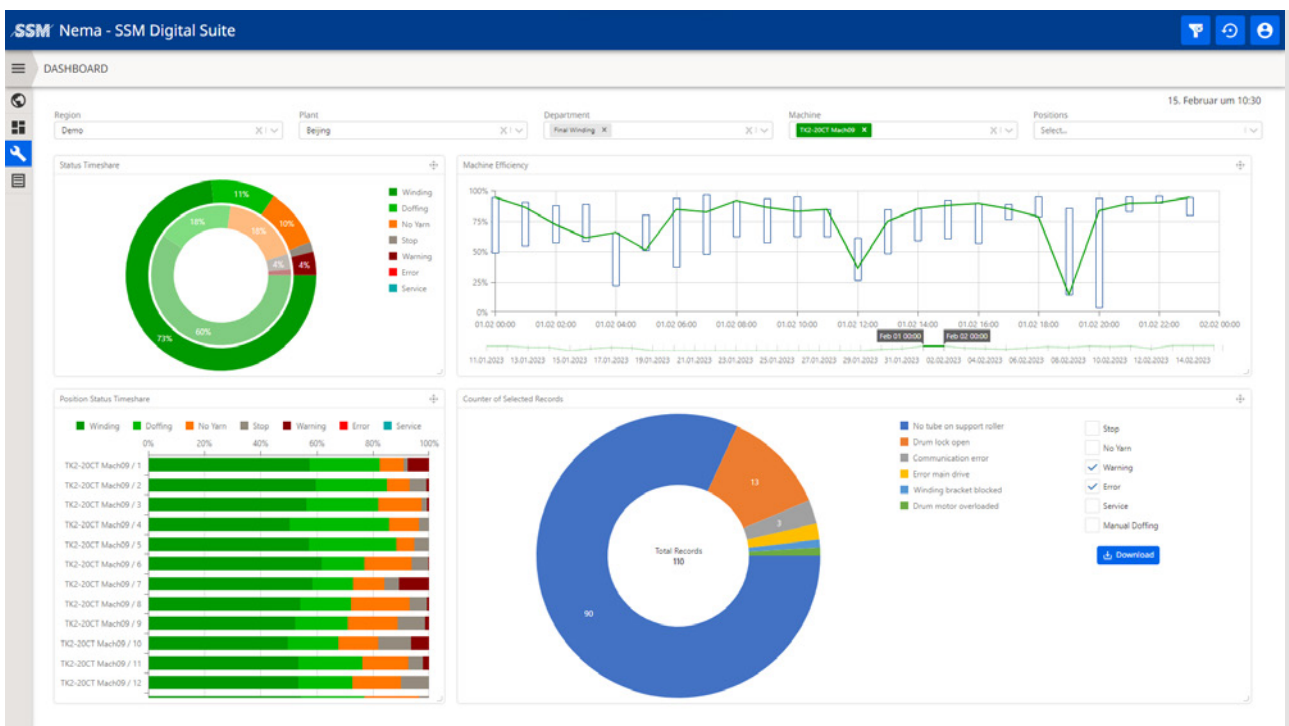 SSM Nema - SSM Digital Suite
DASHBOARD
15. Februar um 10:30
Region Plant Department Machine Positions
Demo Beijing Final Winding X TK2-20CT Mach09 X Select...
Status Timeshare
11%
10%
18%
18%
4%
4%
60%
73%
Winding
Doffing
No Yarn
Stop
Warning
Error
Service
Machine Efficiency
100%
75%
50%
25%
0%
01.02 00:00 01.02 02:00 01.02 04:00 01.02 06:00 01.02 08:00 01.02 10:00 01.02 12:00 01.02 14:00 01.02 16:00 01.02 18:00 01.02 20:00 01.02 22:00 02.02 00:00
Feb 01 00:00 Feb 02 00:00
11.01.2023 13.01.2023 15.01.2023 17.01.2023 19.01.2023 21.01.2023 23.01.2023 25.01.2023 27.01.2023 29.01.2023 31.01.2023 02.02.2023 04.02.2023 06.02.2023 08.02.2023 10.02.2023 12.02.2023 14.02.2023
Position Status Timeshare
Winding Doffing No Yarn Stop Warning Error Service
0% 20% 40% 60% 80% 100%
TK2-20CT Mach09 / 1
TK2-20CT Mach09 / 2
TK2-20CT Mach09 / 3
TK2-20CT Mach09 / 4
TK2-20CT Mach09 / 5
TK2-20CT Mach09 / 6
TK2-20CT Mach09 / 7
TK2-20CT Mach09 / 8
TK2-20CT Mach09 / 9
TK2-20CT Mach09 / 10
TK2-20CT Mach09 / 11
TK2-20CT Mach09 / 12
Counter of Selected Records
13
3
Total Records
110
90
No tube on support roller
Drum lock open
Communication error
Error main drive
Winding bracket blocked
Drum motor overloaded
Stop
No Yarn
Warning
Error
Service
Manual Doffing
Download